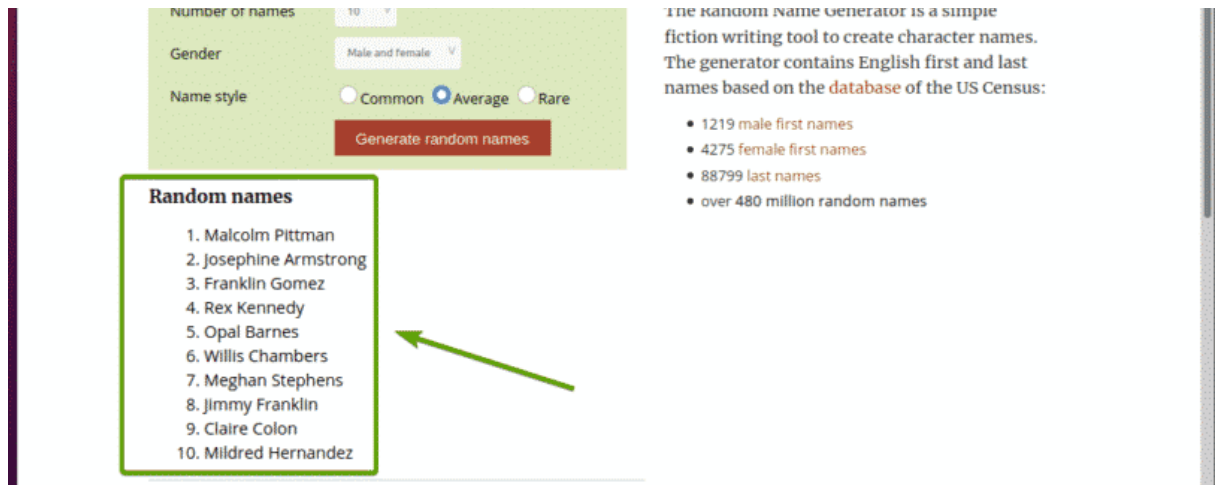 Number of names
10
Gender
Male and female
Name style
Common Average Rare
Generate random names
Random names
1. Malcolm Pittman
2. Josephine Armstrong
3. Franklin Gomez
4. Rex Kennedy
5. Opal Barnes
6. Willis Chambers
7. Meghan Stephens
8. Jimmy Franklin
9. Claire Colon
10. Mildred Hernandez
The Random Name Generator is a simple
fiction writing tool to create character names.
The generator contains English first and last
names based on the database of the US Census:
• 1219 male first names
• 4275 female first names
• 88799 last names
• over 480 million random names